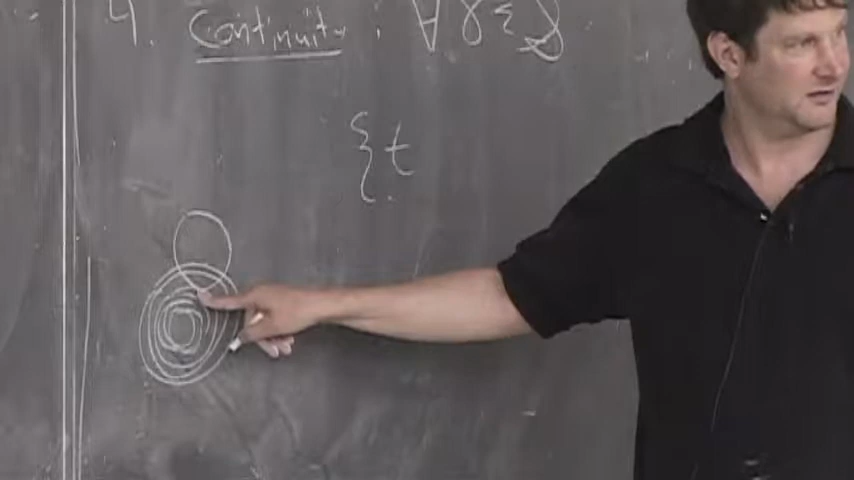 4. Continuity: ∀ γ ∈ 𝒟
{t